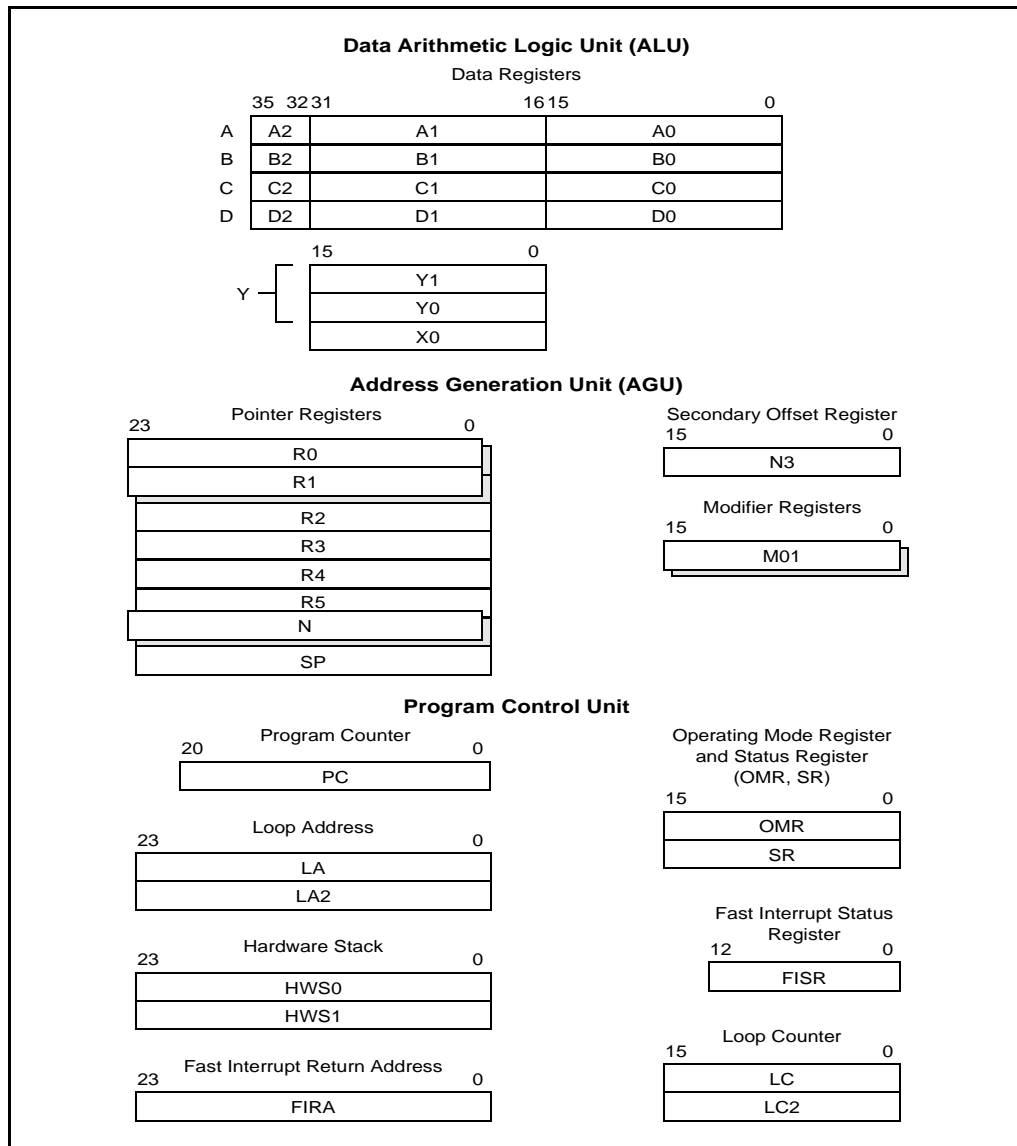 Data Arithmetic Logic Unit (ALU)
Data Registers
35 32 31 16 15 0
A A2 A1 A0
B B2 B1 B0
C C2 C1 C0
D D2 D1 D0
15 0
Y
Y1
Y0
X0
Address Generation Unit (AGU)
Pointer Registers
23 0
R0
R1
R2
R3
R4
R5
N
SP
Secondary Offset Register
15 0
N3
Modifier Registers
15 0
M01
Program Control Unit
Program Counter
20 0
PC
Loop Address
23 0
LA
LA2
Hardware Stack
23 0
HWS0
HWS1
Fast Interrupt Return Address
23 0
FIRA
Operating Mode Register
and Status Register
(OMR, SR)
15 0
OMR
SR
Fast Interrupt Status
Register
12 0
FISR
Loop Counter
15 0
LC
LC2